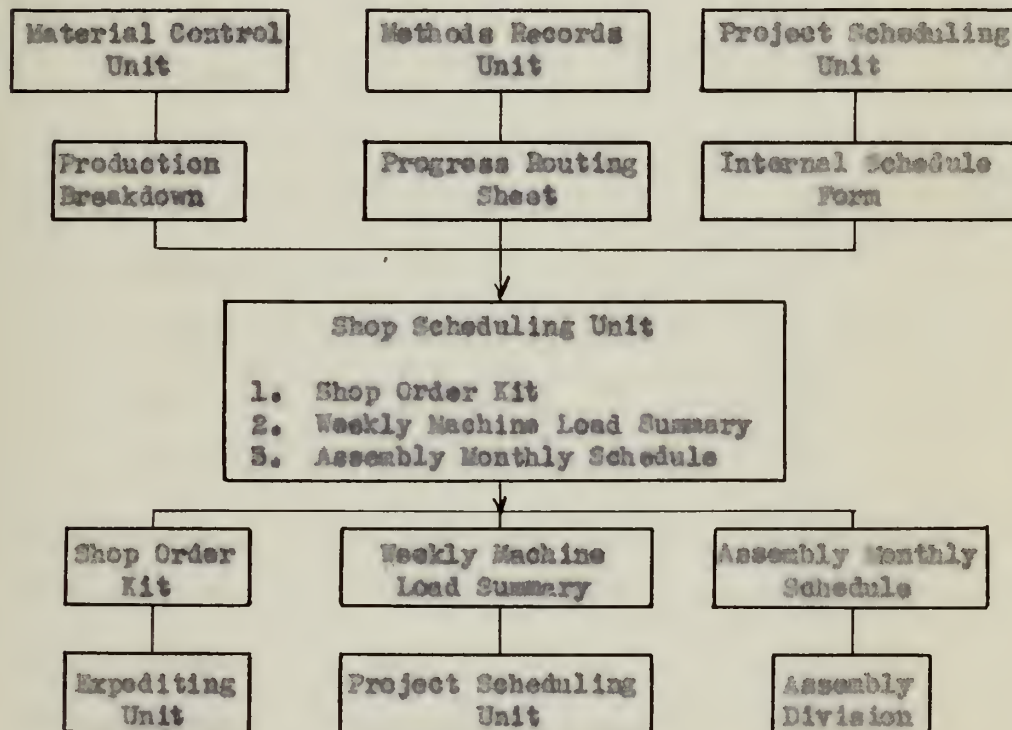 Material Control
Unit
Methods Records
Unit
Project Scheduling
Unit
Production
Breakdown
Progress Routing
Sheet
Internal Schedule
Form
Shop Scheduling Unit
1. Shop Order Kit
2. Weekly Machine Load Summary
3. Assembly Monthly Schedule
Shop Order
Kit
Weekly Machine
Load Summary
Assembly Monthly
Schedule
Expediting
Unit
Project Scheduling
Unit
Assembly
Division